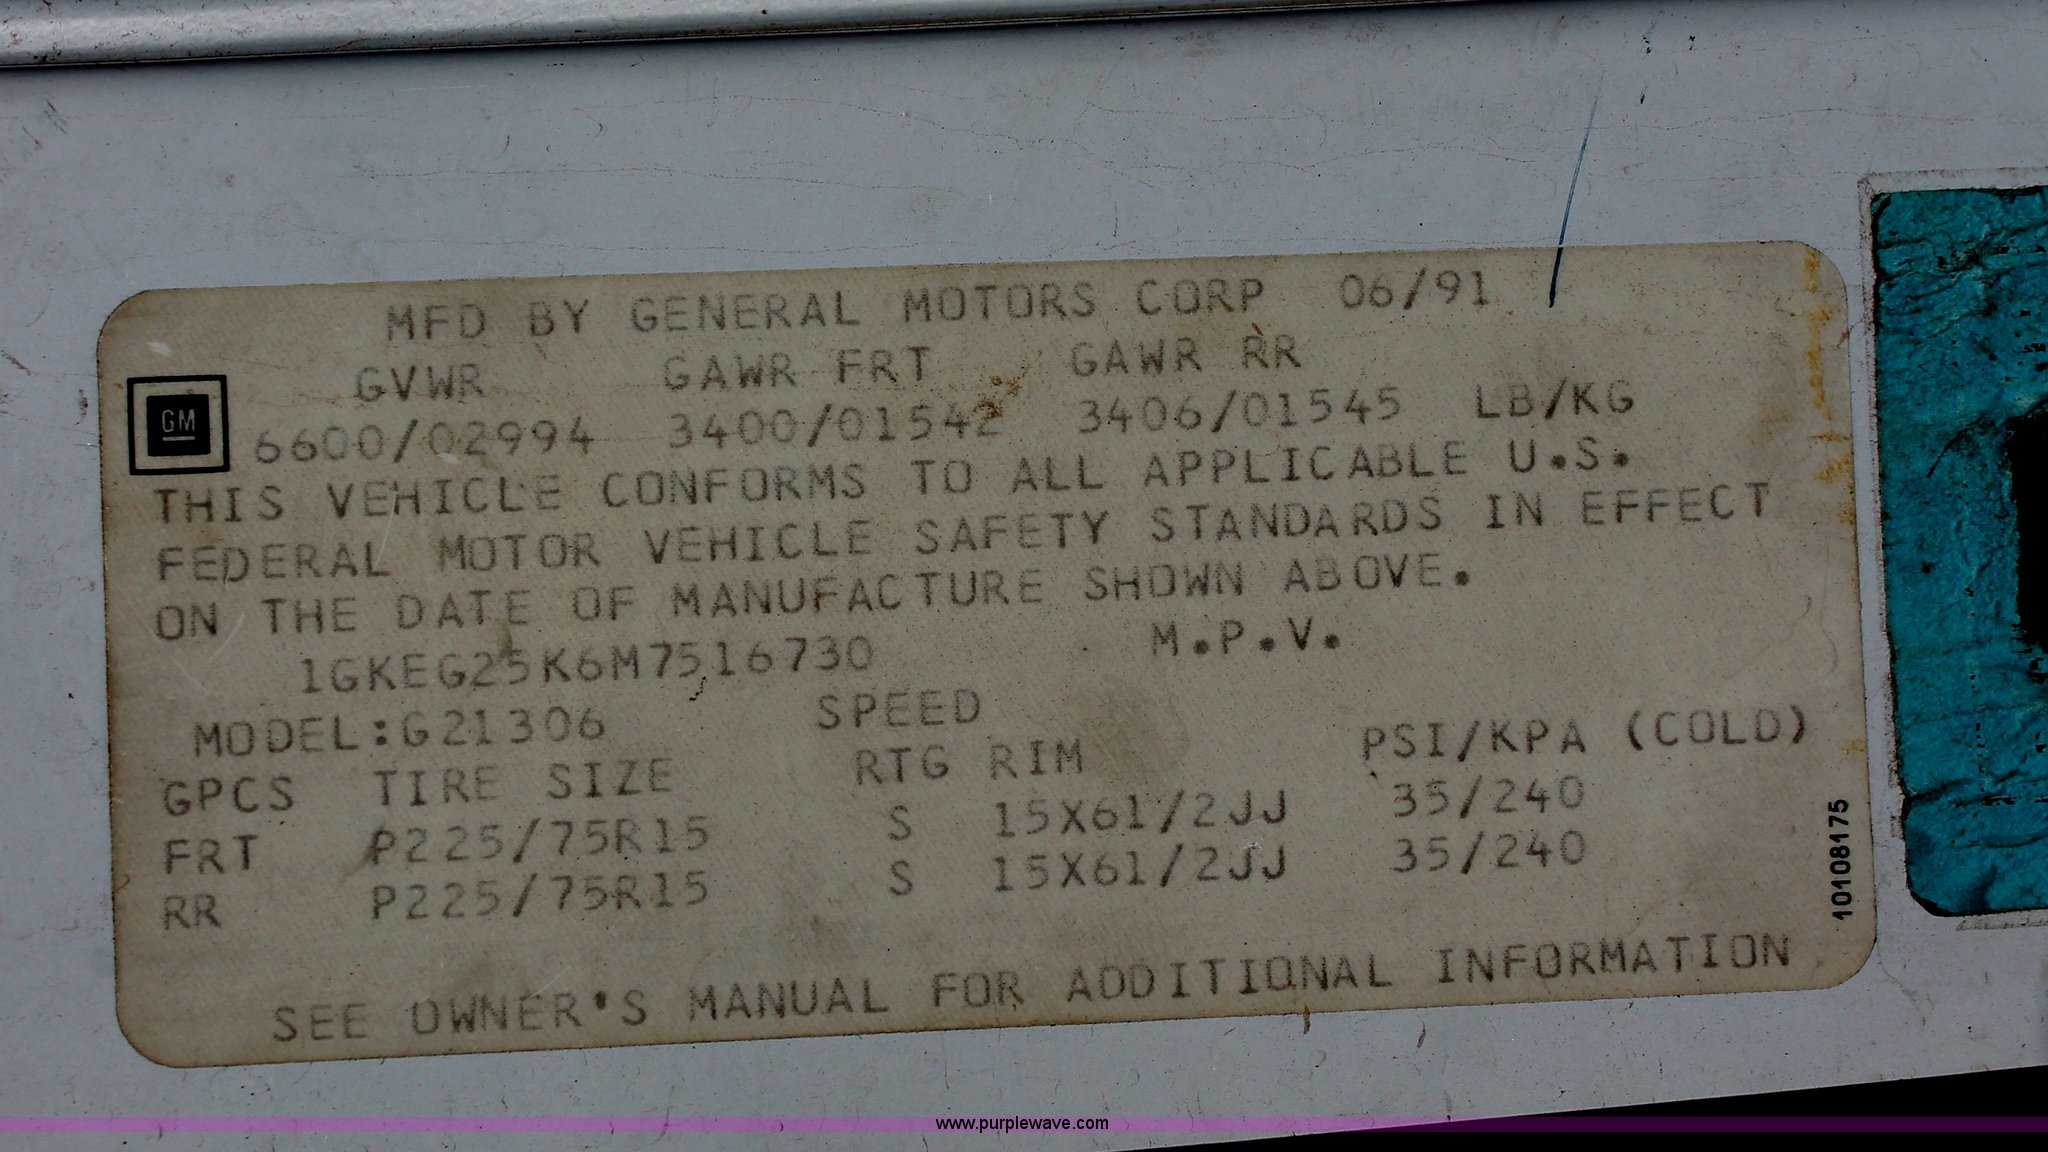 MFD BY GENERAL MOTORS CORP 06/91
GVWR GAWR FRT GAWR RR
GM
6600/02994 3400/01542 3406/01545 LB/KG
THIS VEHICLE CONFORMS TO ALL APPLICABLE U.S.
FEDERAL MOTOR VEHICLE SAFETY STANDARDS IN EFFECT
ON THE DATE OF MANUFACTURE SHOWN ABOVE.
1GKEG25K6M7516730 M.P.V.
MODEL:G21306 SPEED
GPCS TIRE SIZE RTG RIM PSI/KPA (COLD)
FRT P225/75R15 S 15X61/2JJ 35/240
RR P225/75R15 S 15X61/2JJ 35/240
10108175
SEE OWNER'S MANUAL FOR ADDITIONAL INFORMATION
www.purplewave.com